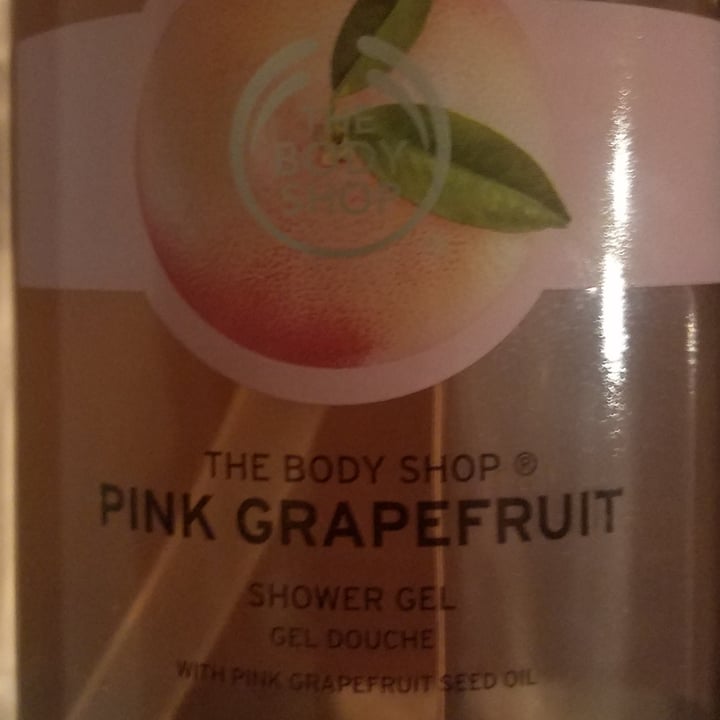 THE
BODY
SHOP
THE BODY SHOP ®
PINK GRAPEFRUIT
SHOWER GEL
GEL DOUCHE
WITH PINK GRAPEFRUIT SEED OIL